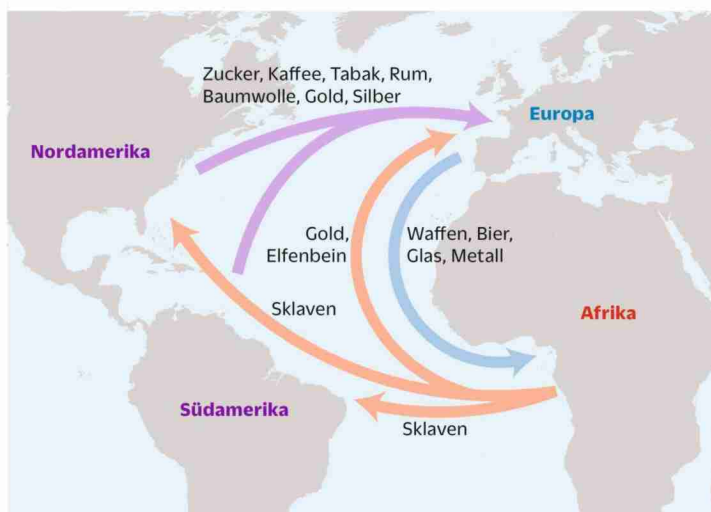 Zucker, Kaffee, Tabak, Rum,
Baumwolle, Gold, Silber
Europa
Nordamerika
Gold,
Elfenbein
Waffen, Bier,
Glas, Metall
Sklaven
Afrika
Südamerika
Sklaven